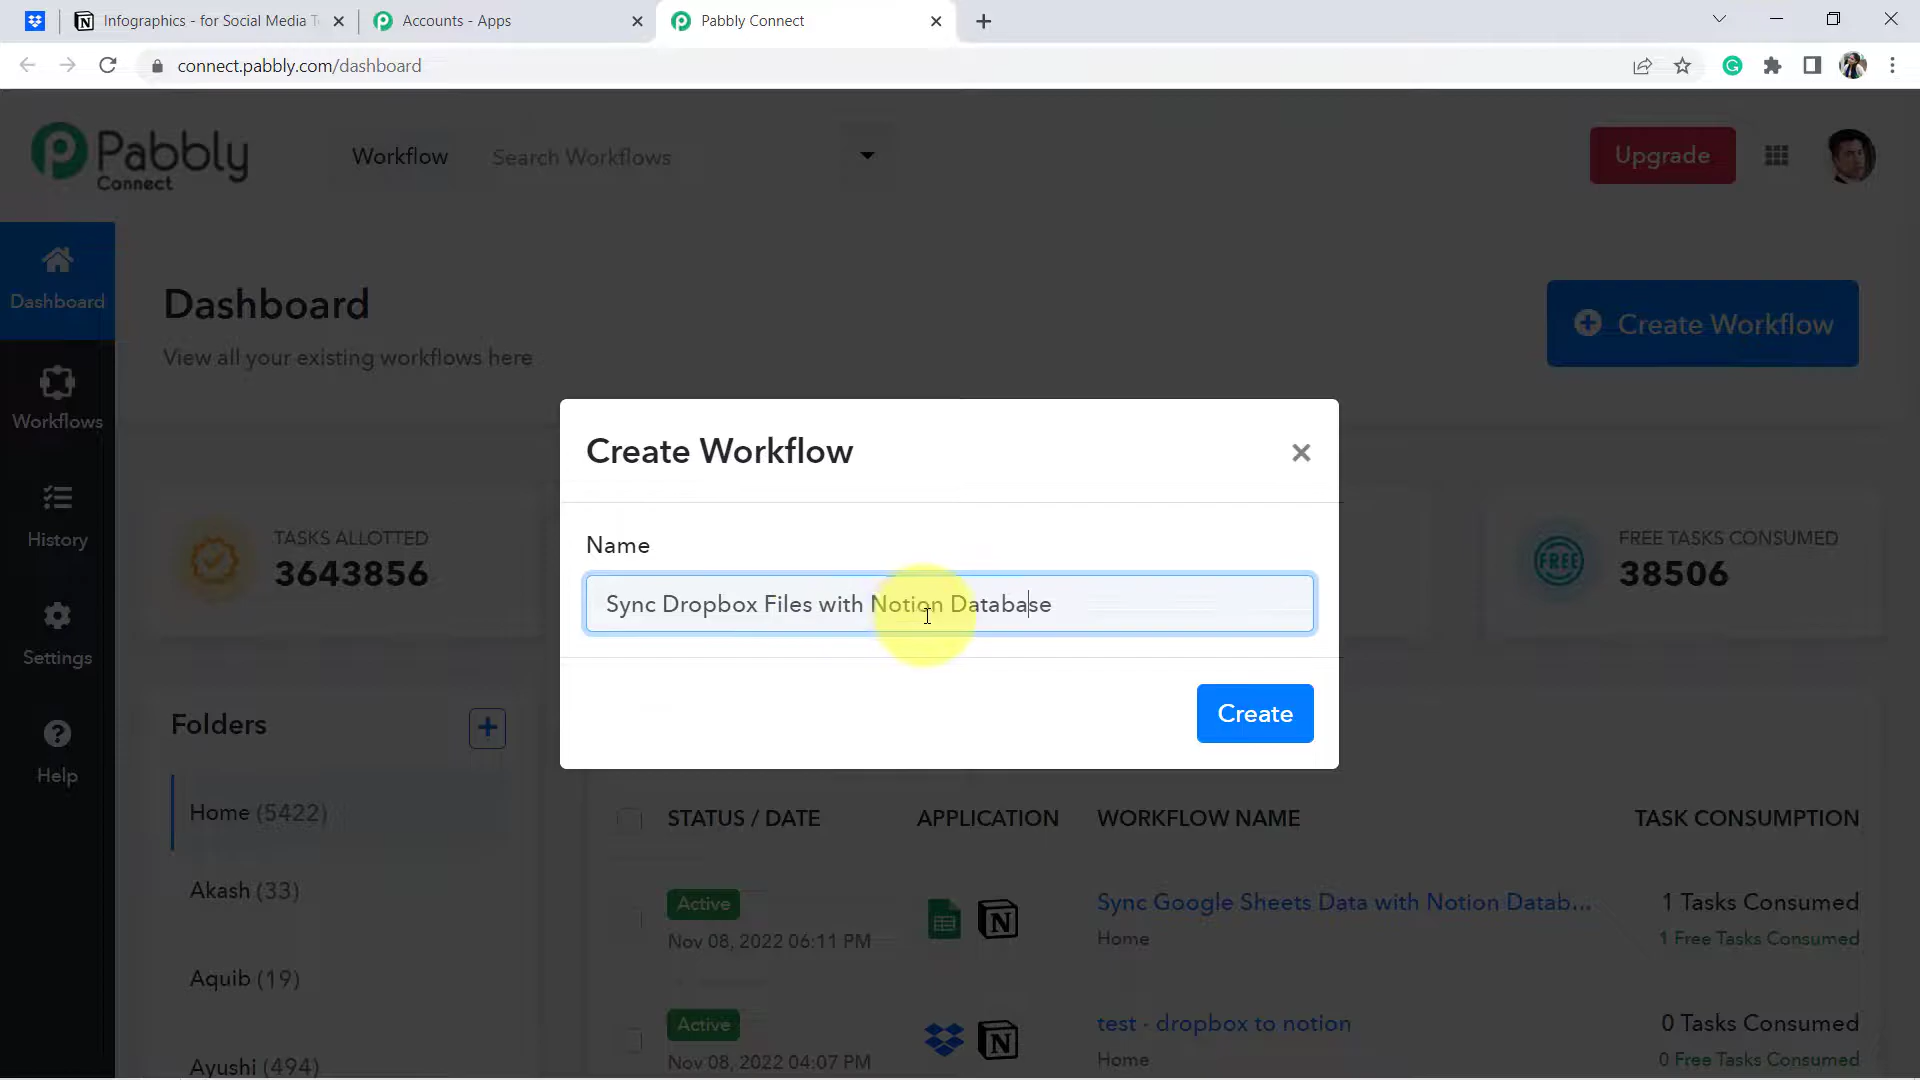 Infographics - for Social Media T
Accounts - Apps
Pabbly Connect
connect.pabbly.com/dashboard
Pabbly
Connect
Workflow
Search Workflows
Upgrade
Dashboard
Workflows
History
Settings
Help
Dashboard
View all your existing workflows here
Create Workflow
TASKS ALLOTTED
3643856
FREE
FREE TASKS CONSUMED
38506
Create Workflow
×
Name
Sync Dropbox Files with Notion Database
Create
Folders
+
Home (5422)
Akash (33)
Aquib (19)
Ayushi (494)
STATUS / DATE
APPLICATION
WORKFLOW NAME
TASK CONSUMPTION
Active
Nov 08, 2022 06:11 PM
Sync Google Sheets Data with Notion Datab...
Home
1 Tasks Consumed
1 Free Tasks Consumed
Active
Nov 08, 2022 04:07 PM
test - dropbox to notion
Home
0 Tasks Consumed
0 Free Tasks Consumed